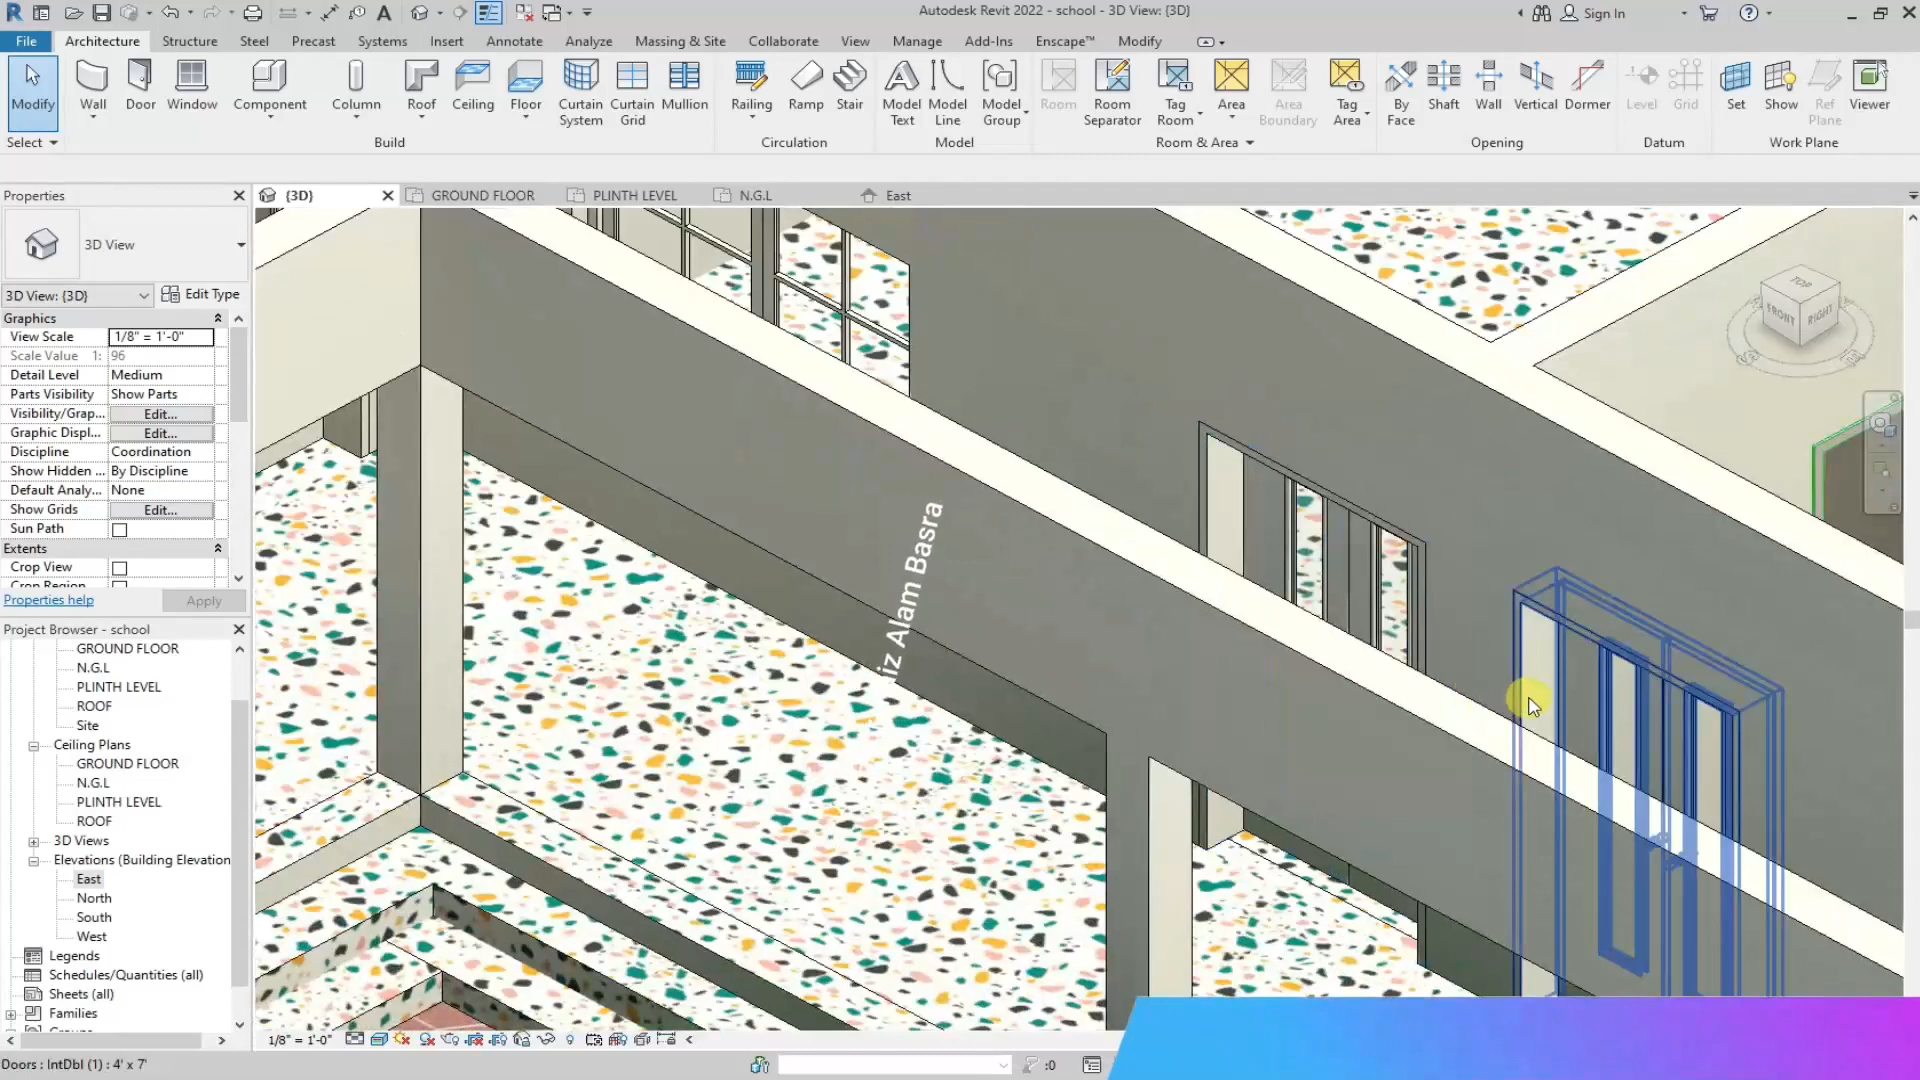 Autodesk Revit 2022 - school - 3D View: {3D}
Sign In
File Architecture Structure Steel Precast Systems Insert Annotate Analyze Massing & Site Collaborate View Manage Add-Ins Enscape™ Modify
Modify Wall Door Window Component Column Roof Ceiling Floor Curtain System Curtain Grid Mullion Railing Ramp Stair Model Text Model Line Model Group Room Room Separator Tag Room Area Area Boundary Tag Area By Face Shaft Wall Vertical Dormer Level Grid Set Show Ref Plane Viewer
Select Build Circulation Model Room & Area Opening Datum Work Plane
Properties
{3D} GROUND FLOOR PLINTH LEVEL N.G.L East
3D View
3D View: {3D} Edit Type
Graphics
View Scale 1/8" = 1'-0"
Scale Value 1: 96
Detail Level Medium
Parts Visibility Show Parts
Visibility/Grap... Edit...
Graphic Displ... Edit...
Discipline Coordination
Show Hidden ... By Discipline
Default Analy... None
Show Grids Edit...
Sun Path
Extents
Crop View
Crop Region
Properties help Apply
TOP
FRONT RIGHT
iz Alam Basra
Project Browser - school
GROUND FLOOR
N.G.L
PLINTH LEVEL
ROOF
Site
Ceiling Plans
GROUND FLOOR
N.G.L
PLINTH LEVEL
ROOF
3D Views
Elevations (Building Elevation
East
North
South
West
Legends
Schedules/Quantities (all)
Sheets (all)
Families
1/8" = 1'-0"
Doors : IntDbl (1) : 4' x 7'
:0